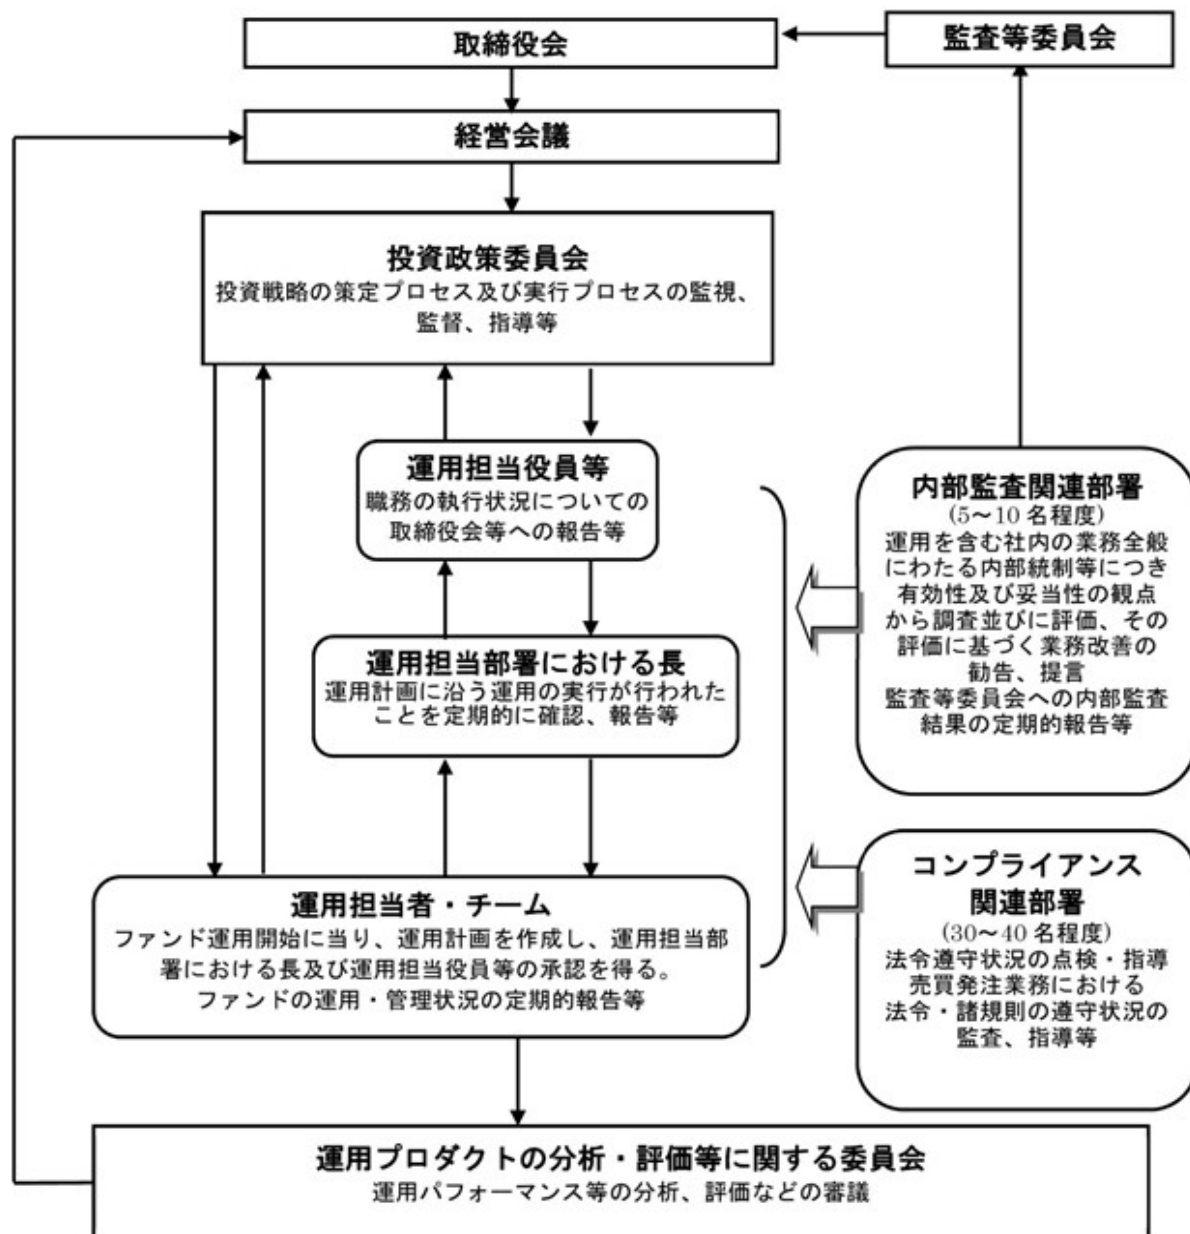 取締役会
監査等委員会
経営会議
投資政策委員会
投資戦略の策定プロセス及び実行プロセスの監視、
監督、指導等
運用担当役員等
職務の執行状況についての
取締役会等への報告等
運用担当部署における長
運用計画に沿う運用の実行が行われた
ことを定期的に確認、報告等
運用担当者・チーム
ファンド運用開始に当り、運用計画を作成し、運用担当部
署における長及び運用担当役員等の承認を得る。
ファンドの運用・管理状況の定期的報告等
内部監査関連部署
(5～10 名程度)
運用を含む社内の業務全般
にわたる内部統制等につき
有効性及び妥当性の観点
から調査並びに評価、その
評価に基づく業務改善の
勧告、提言
監査等委員会への内部監査
結果の定期的報告等
コンプライアンス
関連部署
(30～40 名程度)
法令遵守状況の点検・指導
売買発注業務における
法令・諸規則の遵守状況の
監査、指導等
運用プロダクトの分析・評価等に関する委員会
運用パフォーマンス等の分析、評価などの審議